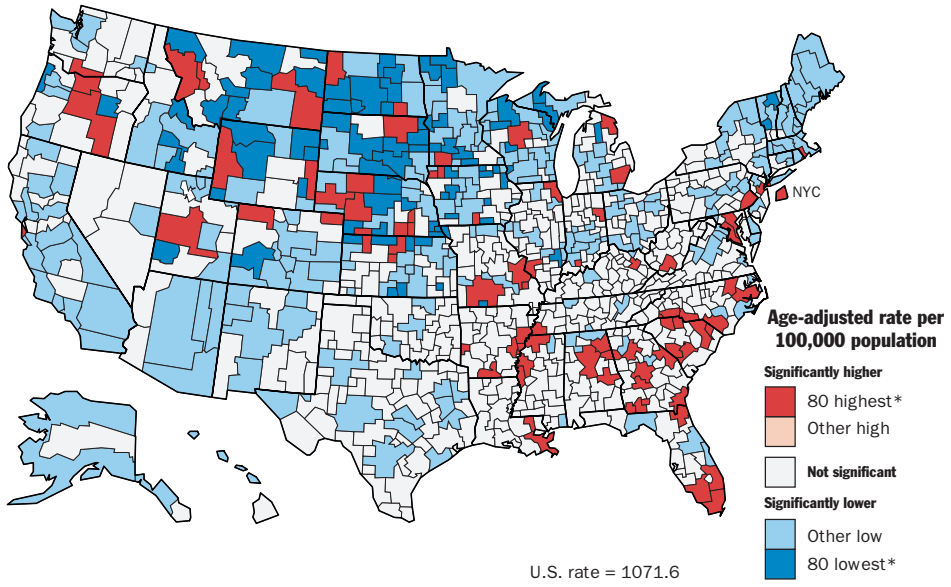 NYC
Age-adjusted rate per
100,000 population
Significantly higher
80 highest*
Other high
Not significant
Significantly lower
Other low
80 lowest*
U.S. rate = 1071.6